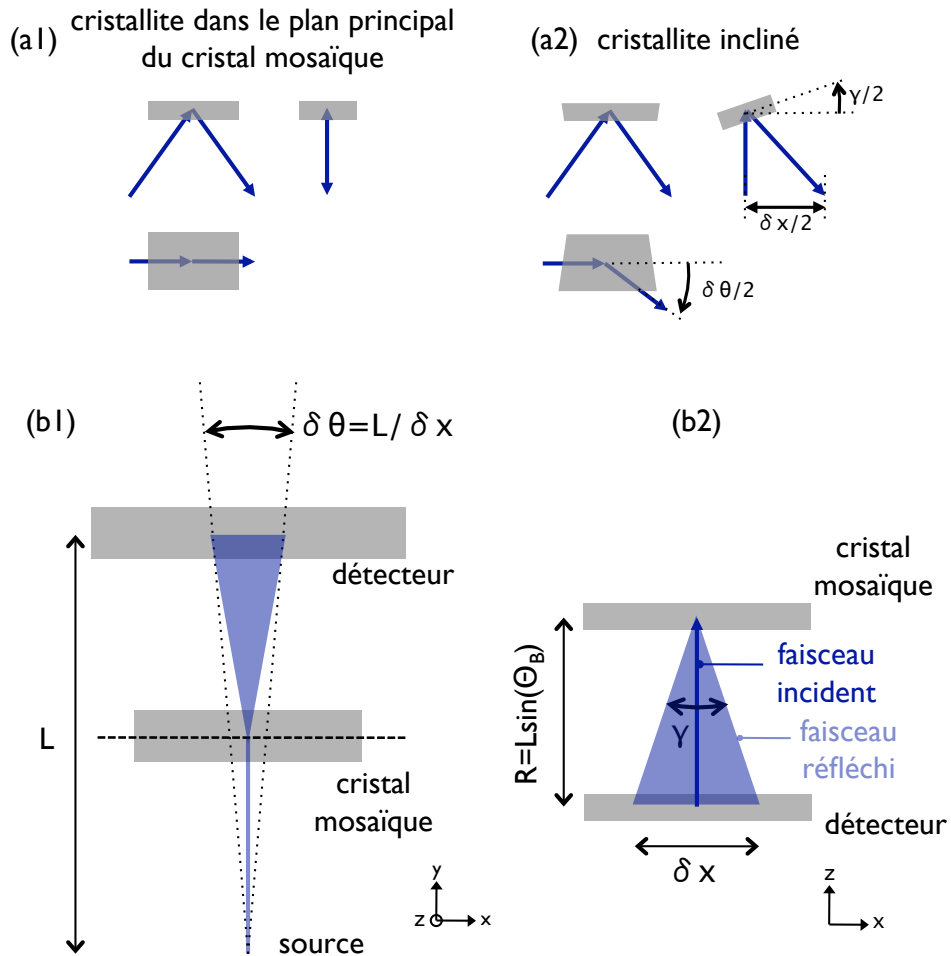 (a1)
cristallite dans le plan principal
du cristal mosaïque
(a2)
cristallite incliné
γ/2
δ x/2
δ θ/2
(b1)
δ θ=L/ δ x
détecteur
L
cristal
mosaïque
source
y
z
x
(b2)
cristal
mosaïque
R=Lsin(Θ_B)
faisceau
incident
γ
faisceau
réfléchi
détecteur
δ x
z
x